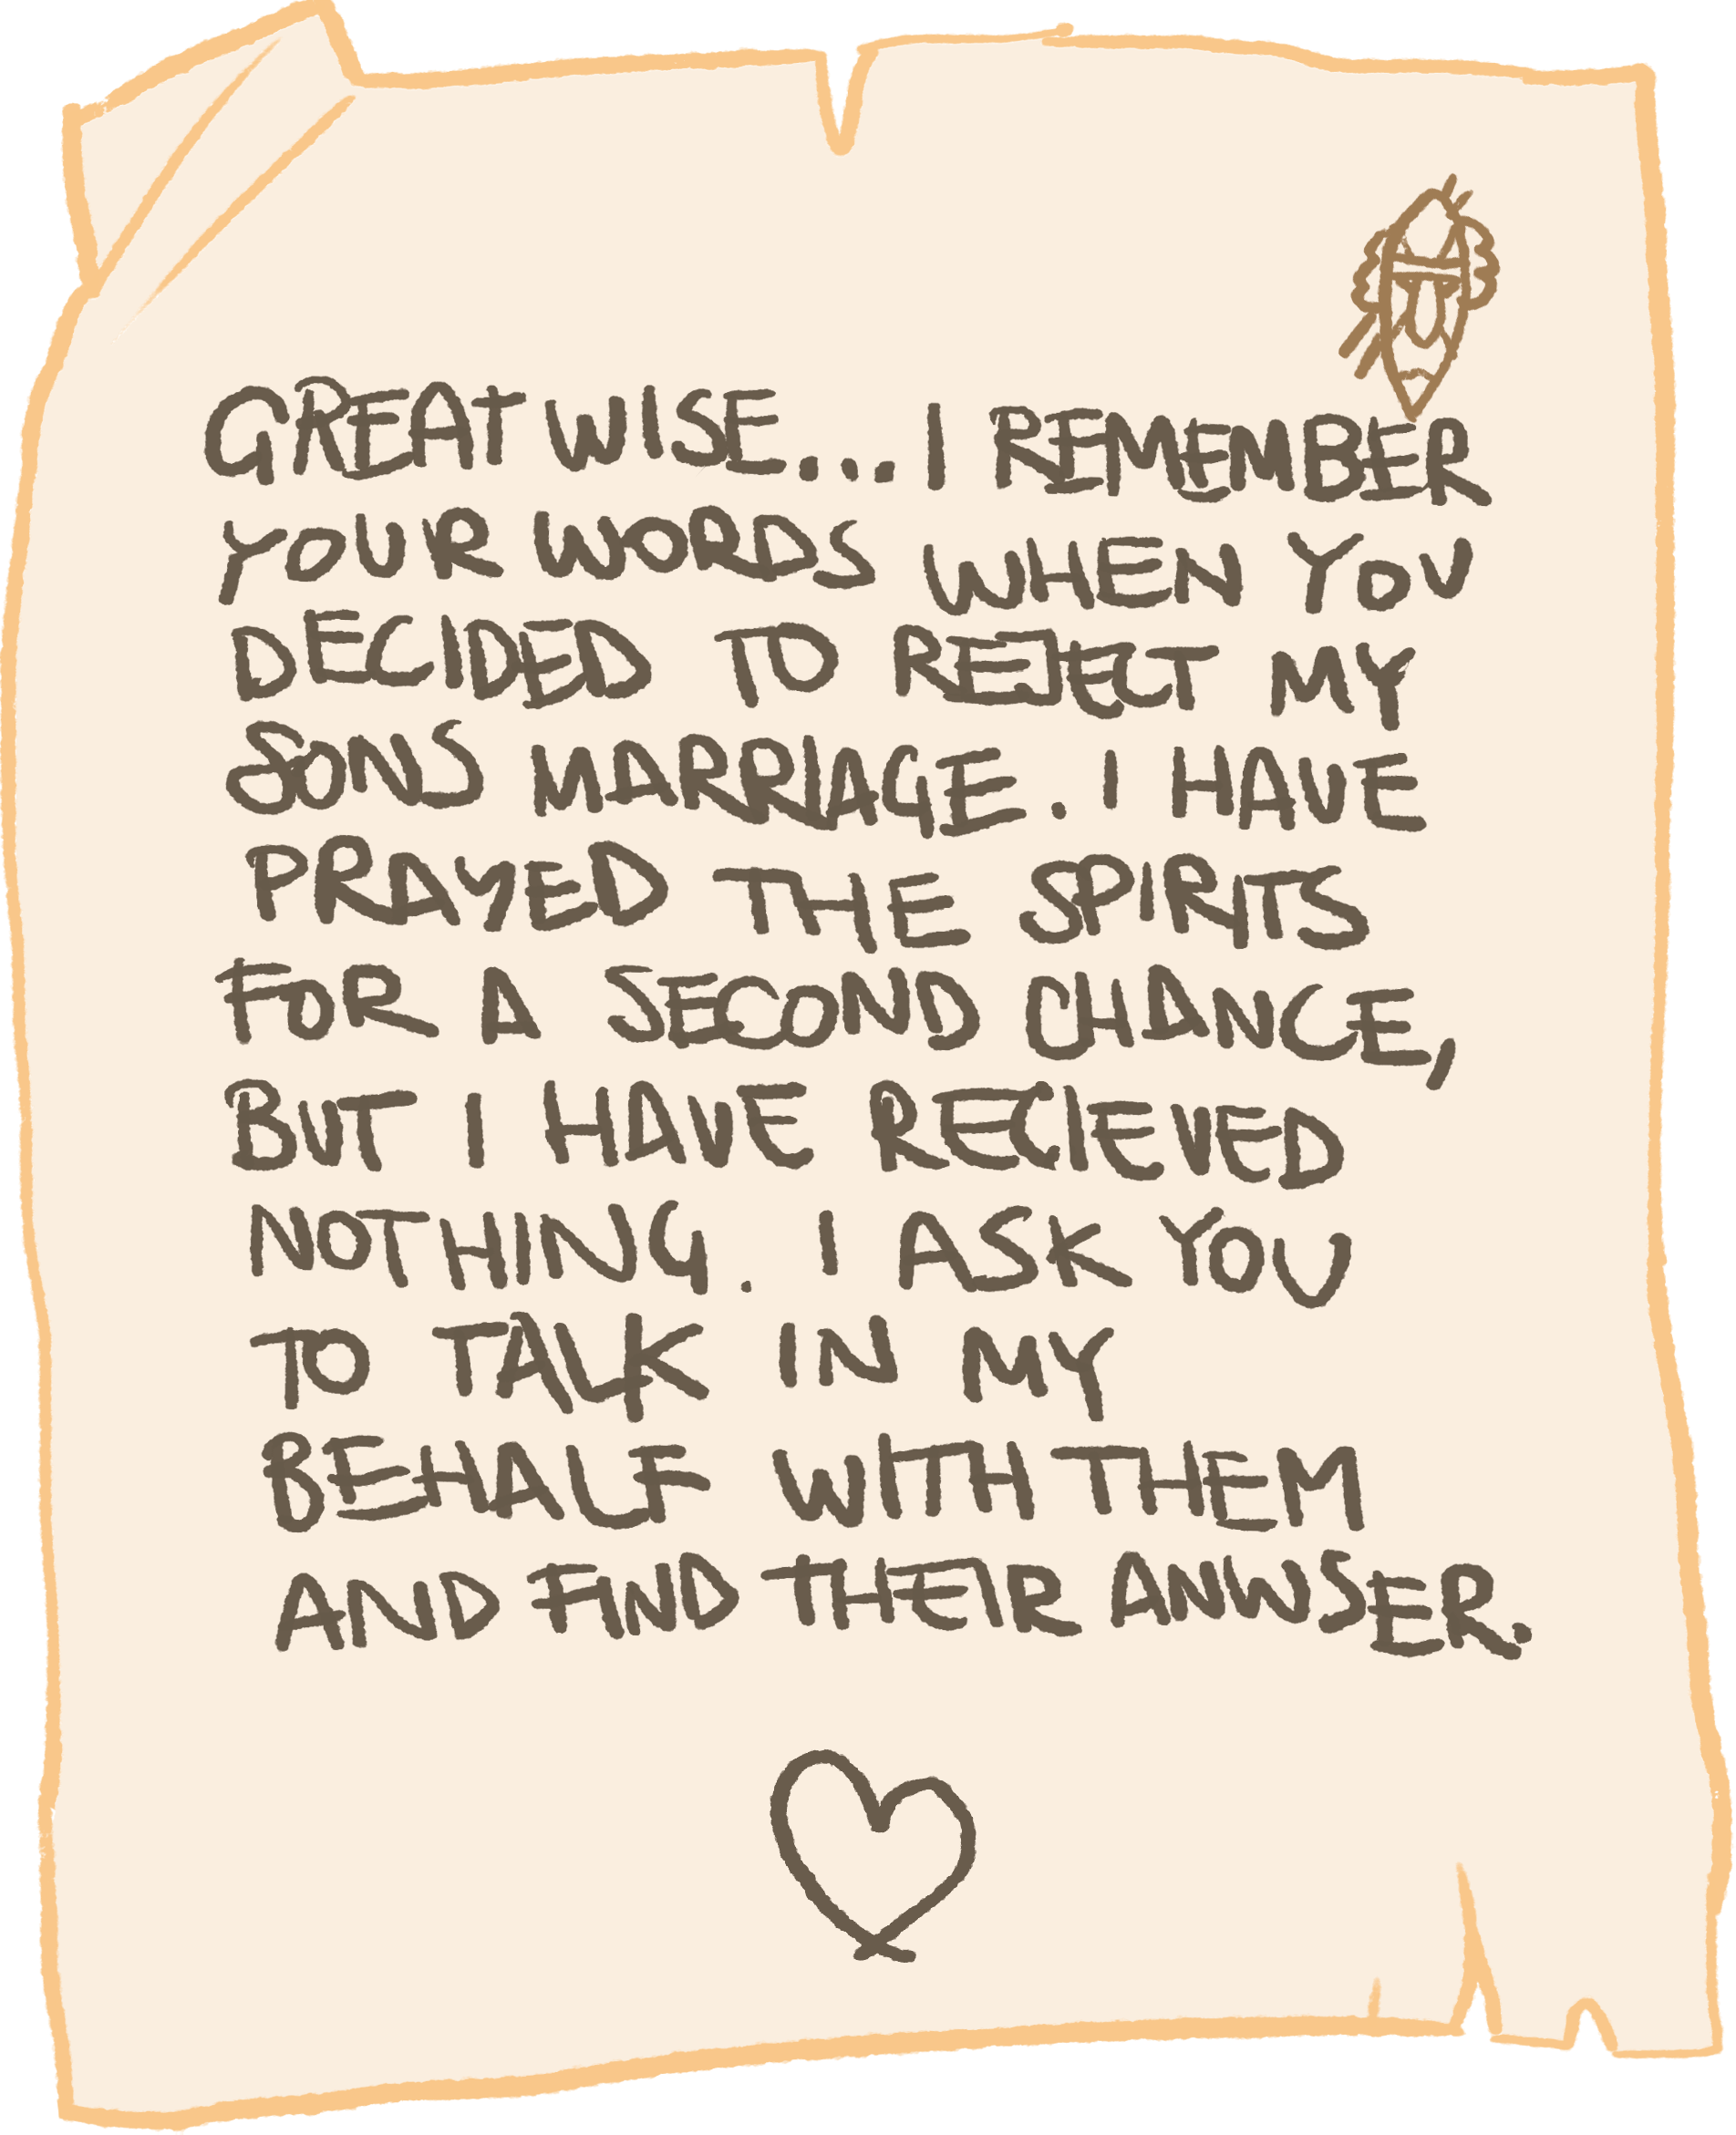 GREAT WISE... I REMEMBER
YOUR WORDS WHEN YOU
DECIDED TO REJECT MY
SONS MARRIAGE. I HAVE
PRAYED THE SPIRITS
FOR A SECOND CHANCE,
BUT I HAVE RECIEVED
NOTHING. I ASK YOU
TO TALK IN MY
BEHALF WITH THEM
AND FIND THEIR ANWSER.